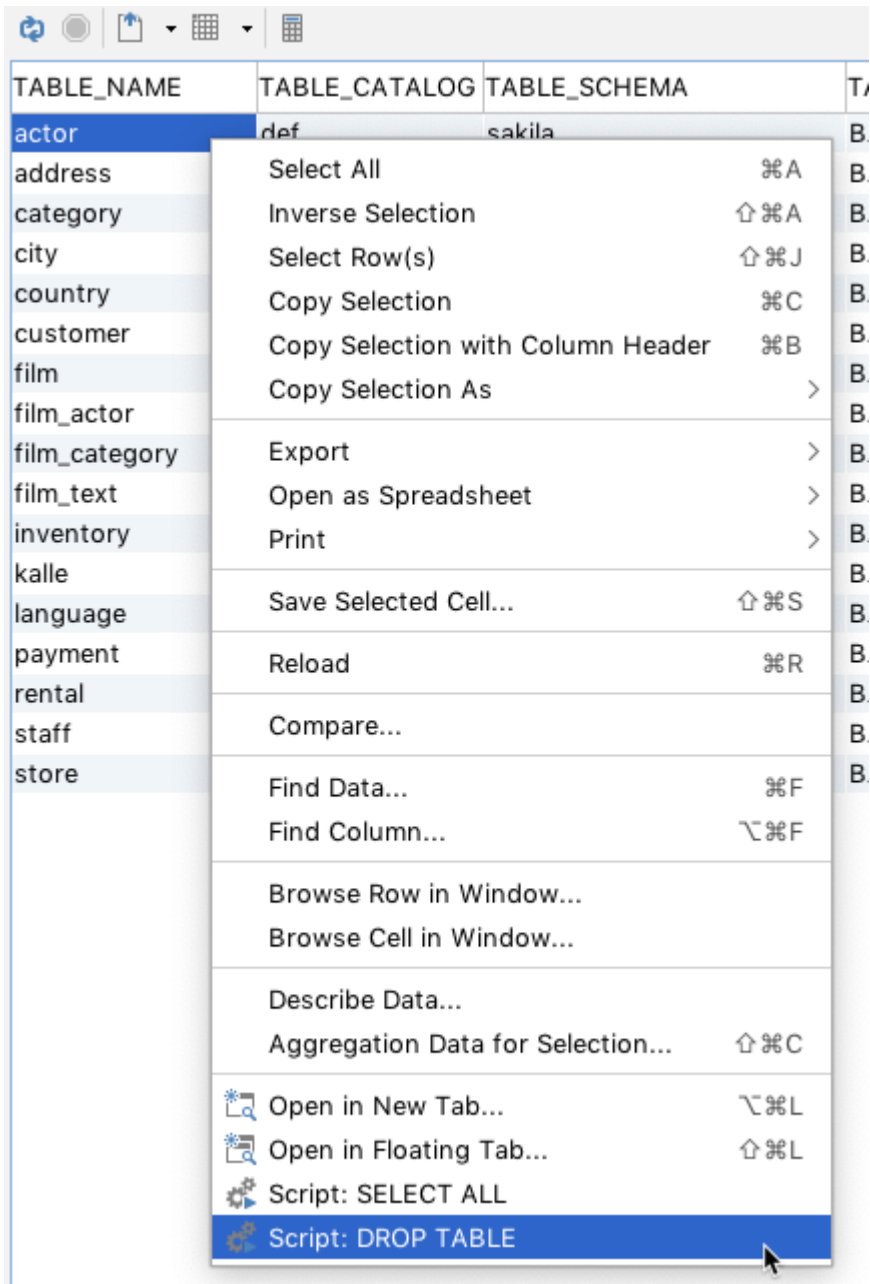 TABLE_NAME TABLE_CATALOG TABLE_SCHEMA
actor def sakila B
address B
category B
city B
country B
customer B
film B
film_actor B
film_category B
film_text B
inventory B
kalle B
language B
payment B
rental B
staff B
store B
Select All ⌘A
Inverse Selection ⇧⌘A
Select Row(s) ⇧⌘J
Copy Selection ⌘C
Copy Selection with Column Header ⌘B
Copy Selection As
Export
Open as Spreadsheet
Print
Save Selected Cell... ⇧⌘S
Reload ⌘R
Compare...
Find Data... ⌘F
Find Column... ⌥⌘F
Browse Row in Window...
Browse Cell in Window...
Describe Data...
Aggregation Data for Selection... ⇧⌘C
Open in New Tab... ⌥⌘L
Open in Floating Tab... ⇧⌘L
Script: SELECT ALL
Script: DROP TABLE